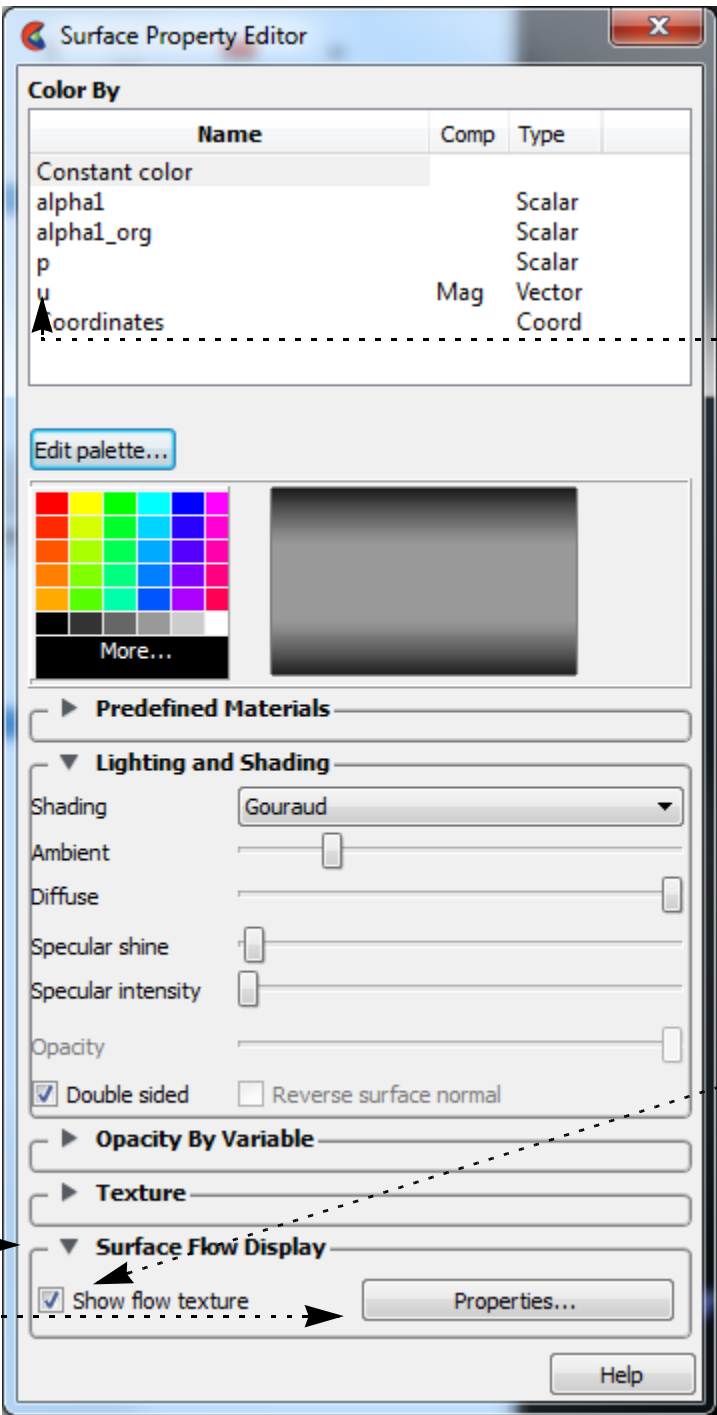 Surface Property Editor
Color By
Name Comp Type
Constant color
alpha1 Scalar
alpha1_org Scalar
p Scalar
u Mag Vector
Coordinates Coord
Edit palette...
More...
Predefined Materials
Lighting and Shading
Shading Gouraud
Ambient
Diffuse
Specular shine
Specular intensity
Opacity
Double sided Reverse surface normal
Opacity By Variable
Texture
Surface Flow Display
Show flow texture Properties...
Help